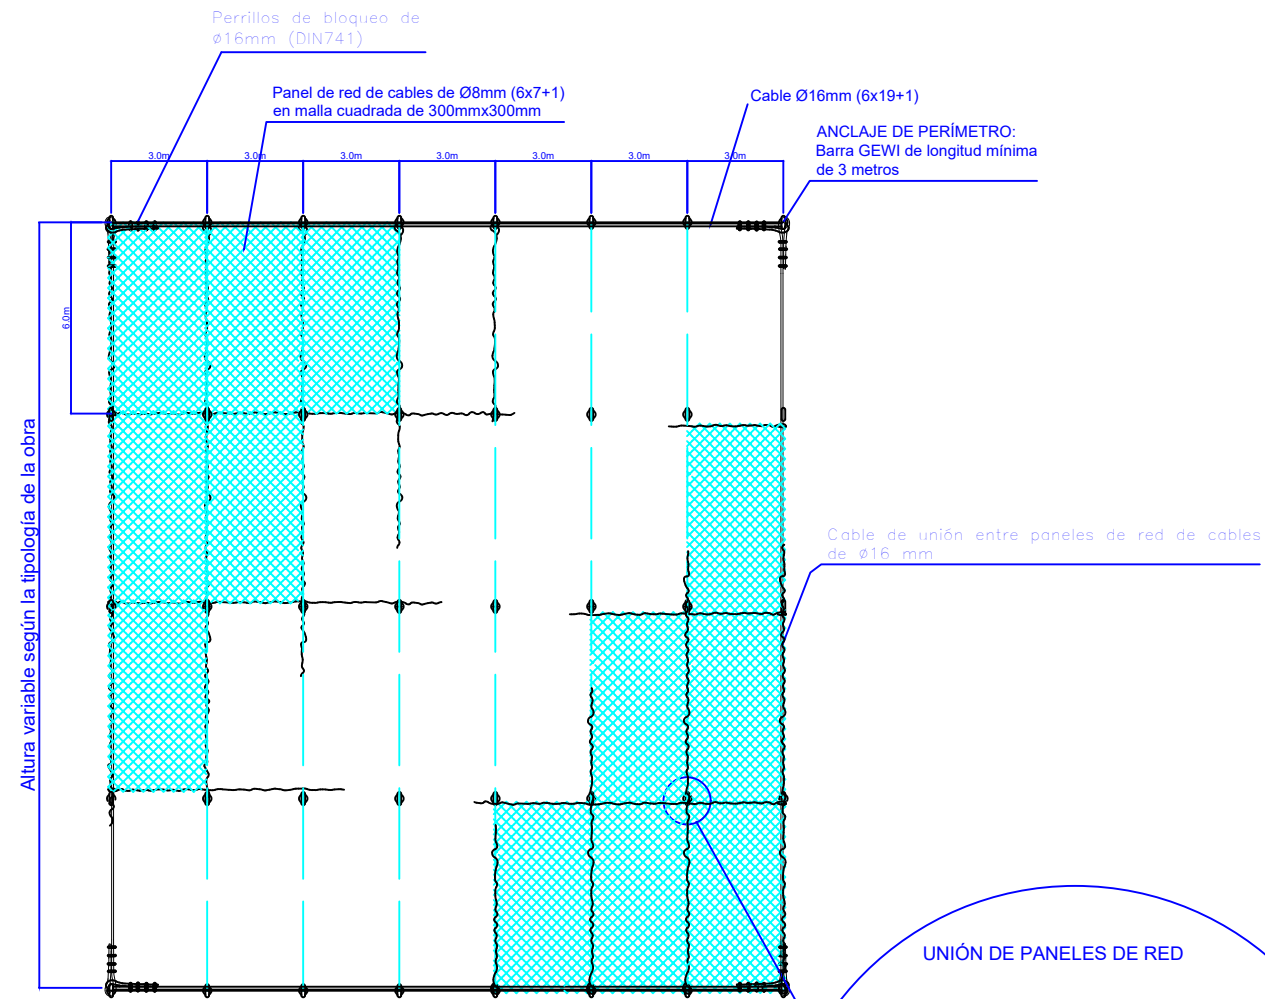 Perrillos de bloqueo de
ø16mm (DIN741)
Panel de red de cables de Ø8mm (6x7+1)
en malla cuadrada de 300mmx300mm
Cable Ø16mm (6x19+1)
ANCLAJE DE PERÍMETRO:
Barra GEWI de longitud mínima
de 3 metros
3.0m 3.0m 3.0m 3.0m 3.0m 3.0m 3.0m
6.0m
Altura variable según la tipología de la obra
Cable de unión entre paneles de red de cables
de ø16 mm
UNIÓN DE PANELES DE RED